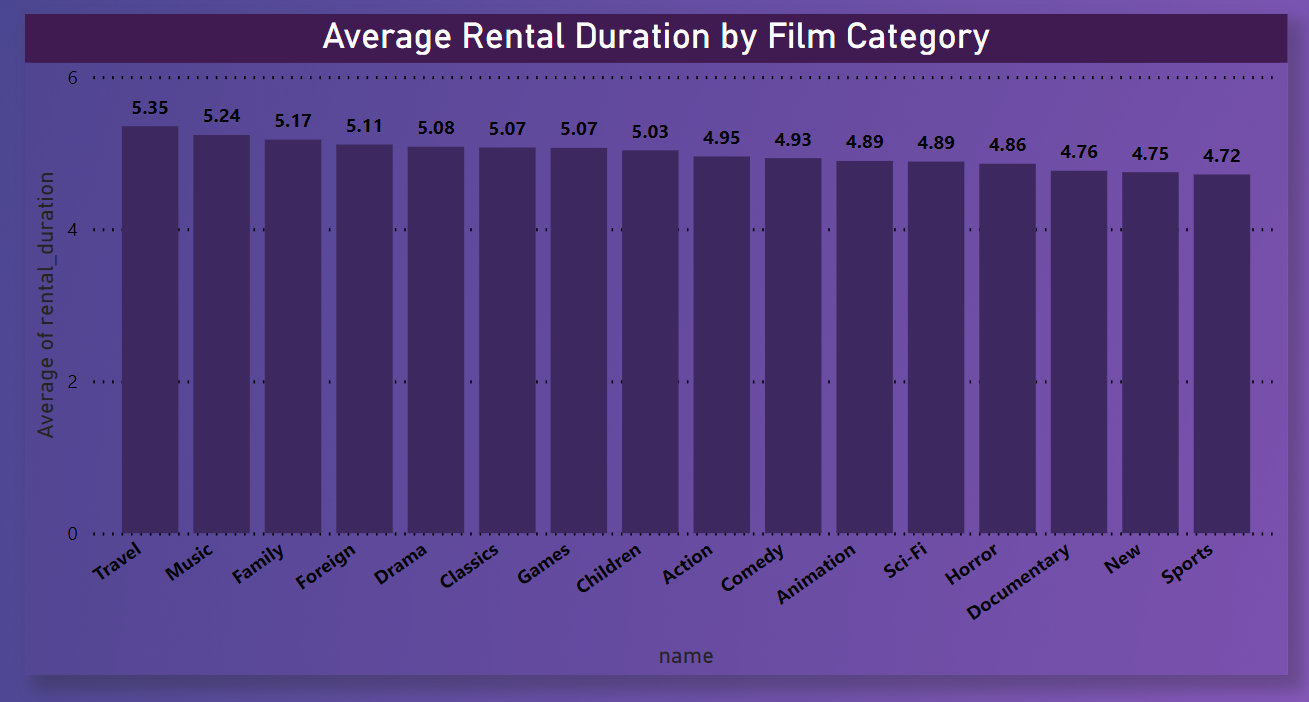 Average Rental Duration by Film Category
6
4
2
0
Average of rental_duration
5.35
5.24
5.17
5.11
5.08
5.07
5.07
5.03
4.95
4.93
4.89
4.89
4.86
4.76
4.75
4.72
Travel
Music
Family
Foreign
Drama
Classics
Games
Children
Action
Comedy
Animation
Sci-Fi
Horror
Documentary
New
Sports
name